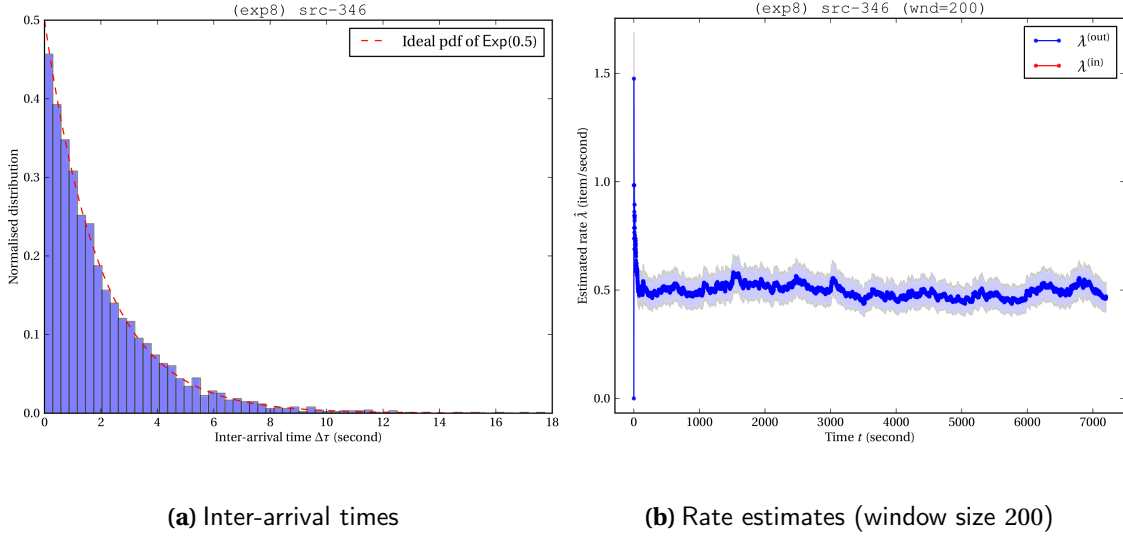 (exp8) src-346
0.5
0.4
0.3
0.2
0.1
0.0
Normalised distribution
Ideal pdf of Exp(0.5)
0 2 4 6 8 10 12 14 16 18
Inter-arrival time Δτ (second)
(a) Inter-arrival times
(exp8) src-346 (wnd=200)
1.5
1.0
0.5
0.0
Estimated rate λ̂ (item/second)
λ(out)
λ(in)
0 1000 2000 3000 4000 5000 6000 7000
Time t (second)
(b) Rate estimates (window size 200)